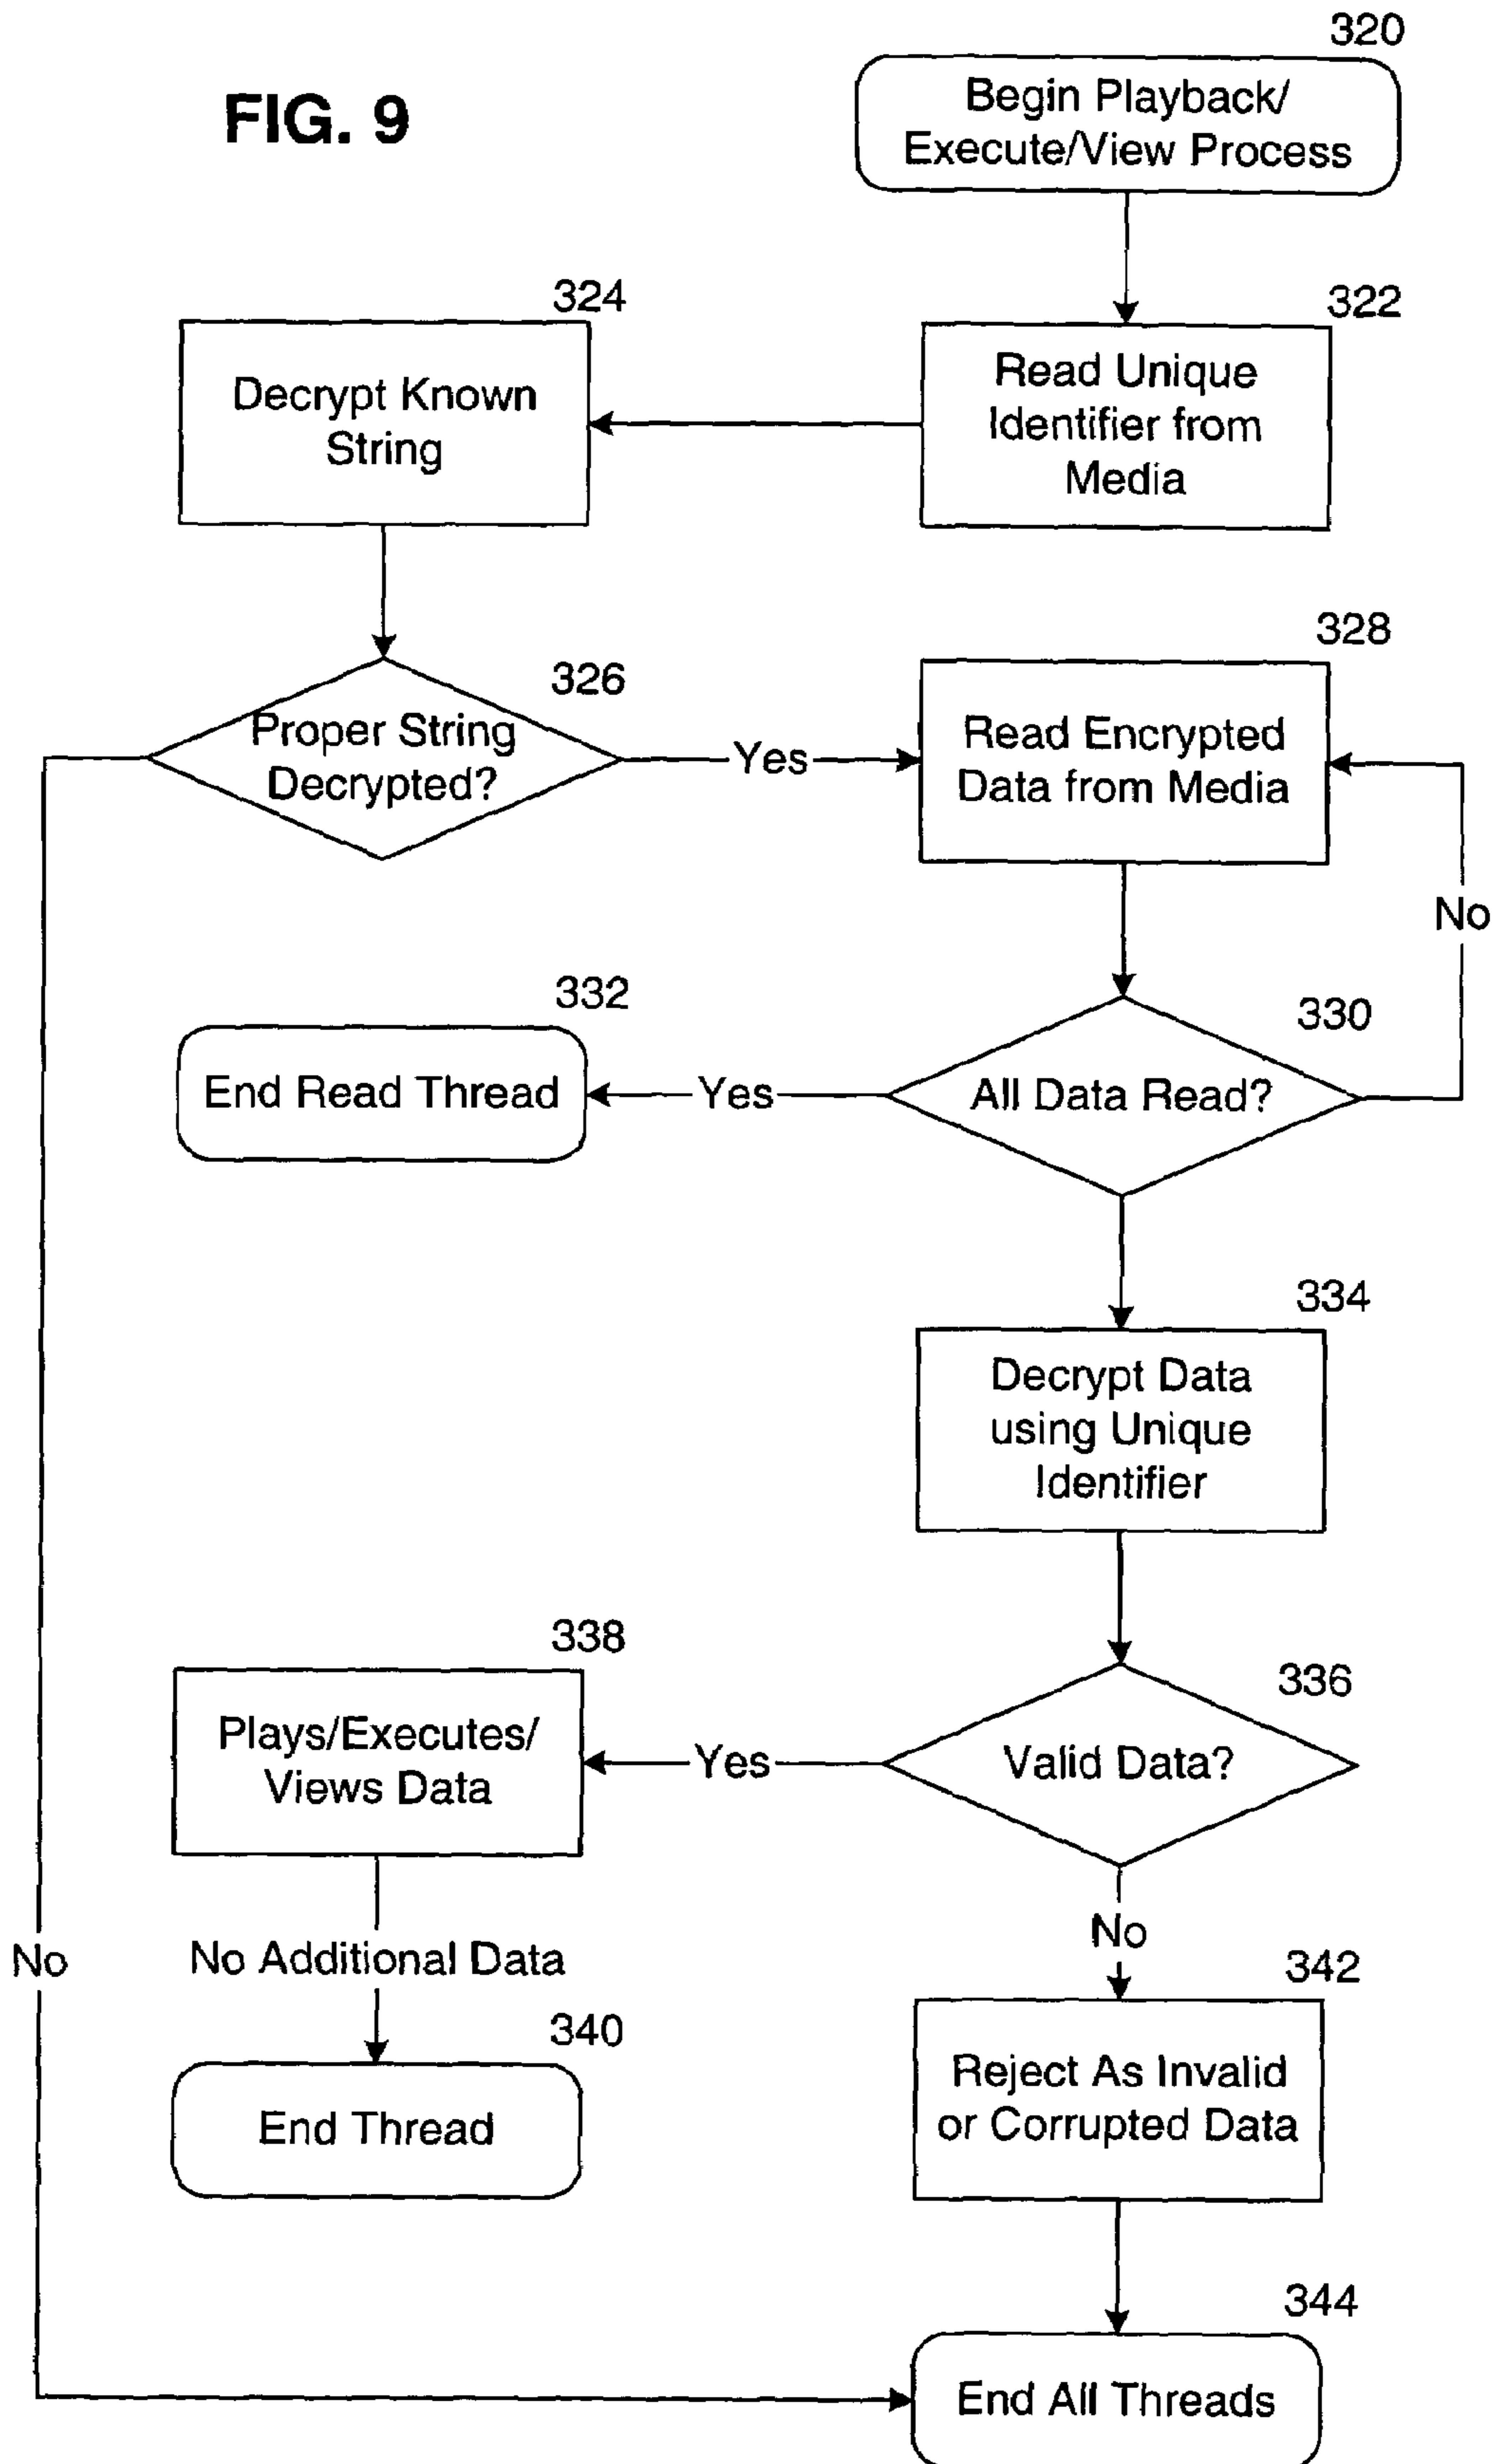 FIG. 9
320
Begin Playback/
Execute/View Process
322
Read Unique
Identifier from
Media
324
Decrypt Known
String
326
Proper String
Decrypted?
Yes
328
Read Encrypted
Data from Media
No
330
All Data Read?
Yes
332
End Read Thread
334
Decrypt Data
using Unique
Identifier
336
Valid Data?
Yes
338
Plays/Executes/
Views Data
No Additional Data
340
End Thread
No
342
Reject As Invalid
or Corrupted Data
No
344
End All Threads